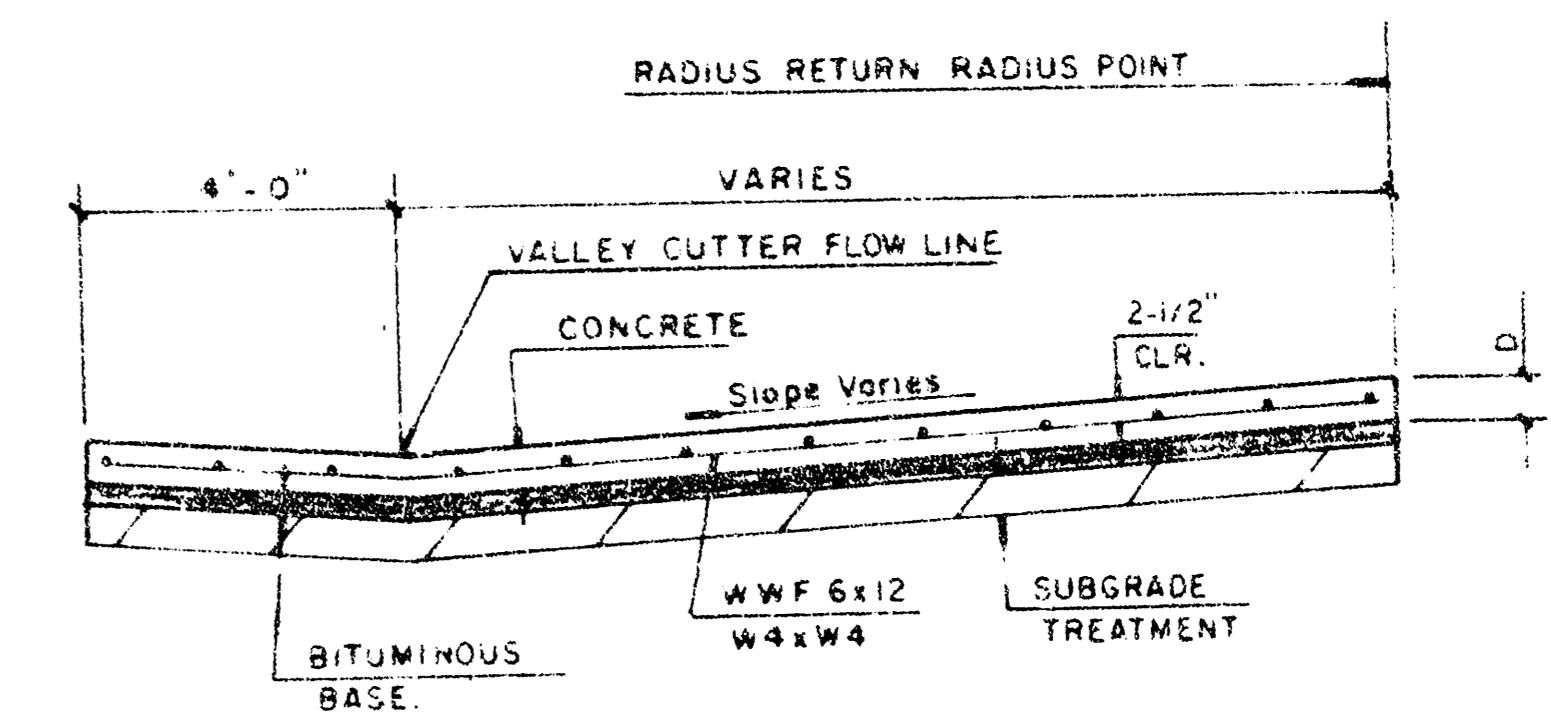 RADIUS RETURN RADIUS POINT
4'-0"
VARIES
VALLEY GUTTER FLOW LINE
CONCRETE
2-1/2"
CLR.
D
Slope Varies
WWF 6x12
W4xW4
SUBGRADE
TREATMENT
BITUMINOUS
BASE.